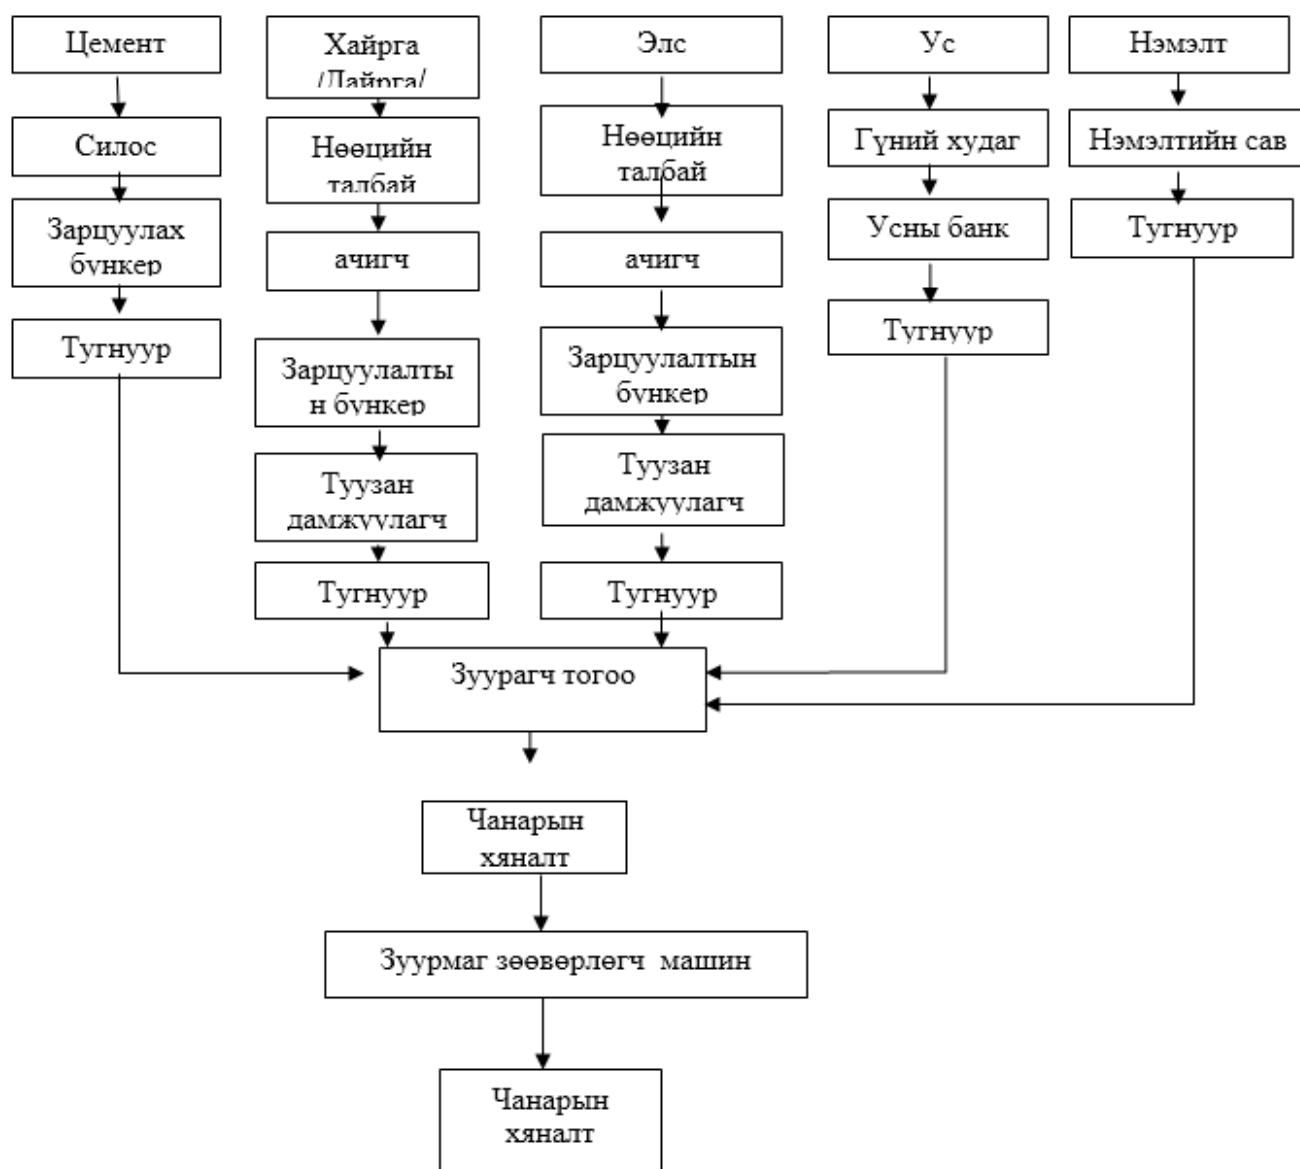 Цемент
Хайрга
/Дайрга/
Элс
Ус
Нэмэлт
Силос
Нөөцийн
талбай
Нөөцийн
талбай
Гүний худаг
Нэмэлтийн сав
Зарцуулах
бункер
ачигч
ачигч
Усны банк
Тугнуур
Тугнуур
Зарцуулалты
н бункер
Зарцуулалтын
бункер
Тугнуур
Туузан
дамжуулагч
Туузан
дамжуулагч
Тугнуур
Тугнуур
Зуурагч тогоо
Чанарын
хяналт
Зуурмаг зөөвөрлөгч машин
Чанарын
хяналт